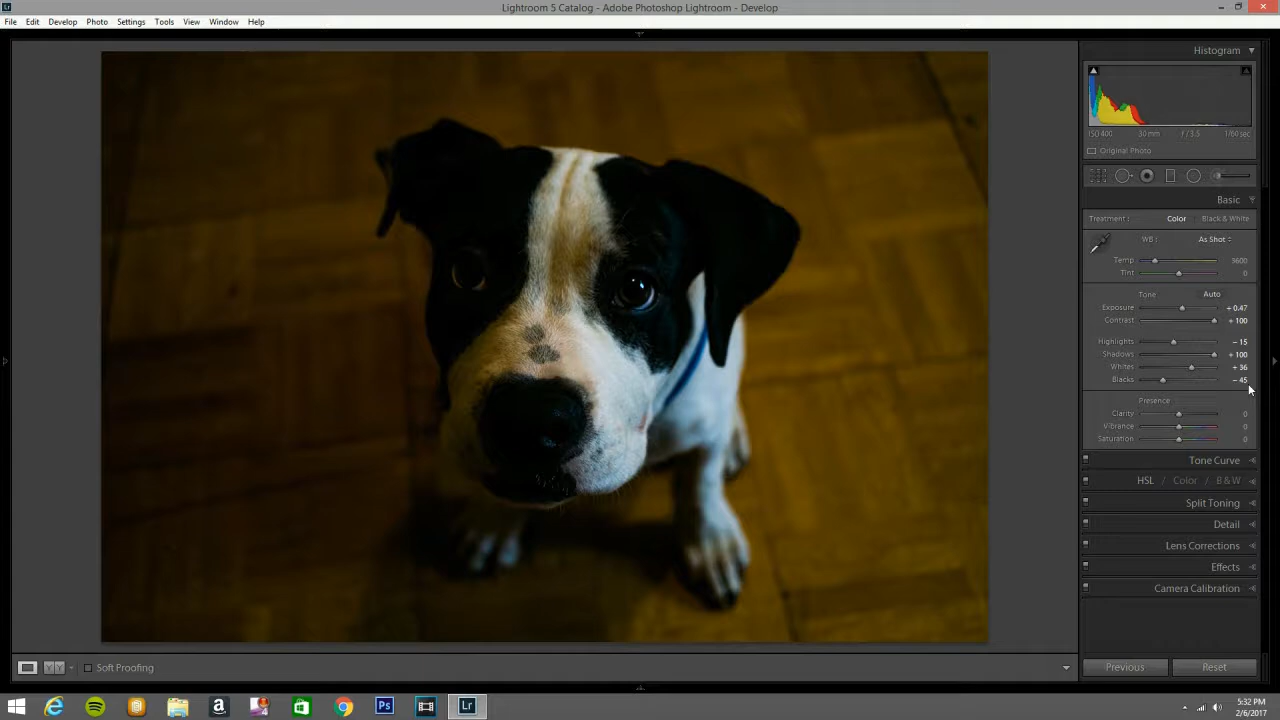 Lightroom 5 Catalog - Adobe Photoshop Lightroom - Develop
File Edit Develop Photo Settings Tools View Window Help
Histogram
ISO 400 30 mm ƒ / 3.5 1/60 sec
Original Photo
Basic
Treatment : Color Black & White
WB : As Shot
Temp 3600
Tint 0
Tone Auto
Exposure + 0.47
Contrast + 100
Highlights − 15
Shadows + 100
Whites + 36
Blacks − 45
Presence
Clarity 0
Vibrance 0
Saturation 0
Tone Curve
HSL / Color / B & W
Split Toning
Detail
Lens Corrections
Effects
Camera Calibration
Y Y Soft Proofing
Previous Reset
Ps Lr
5:32 PM
2/6/2017